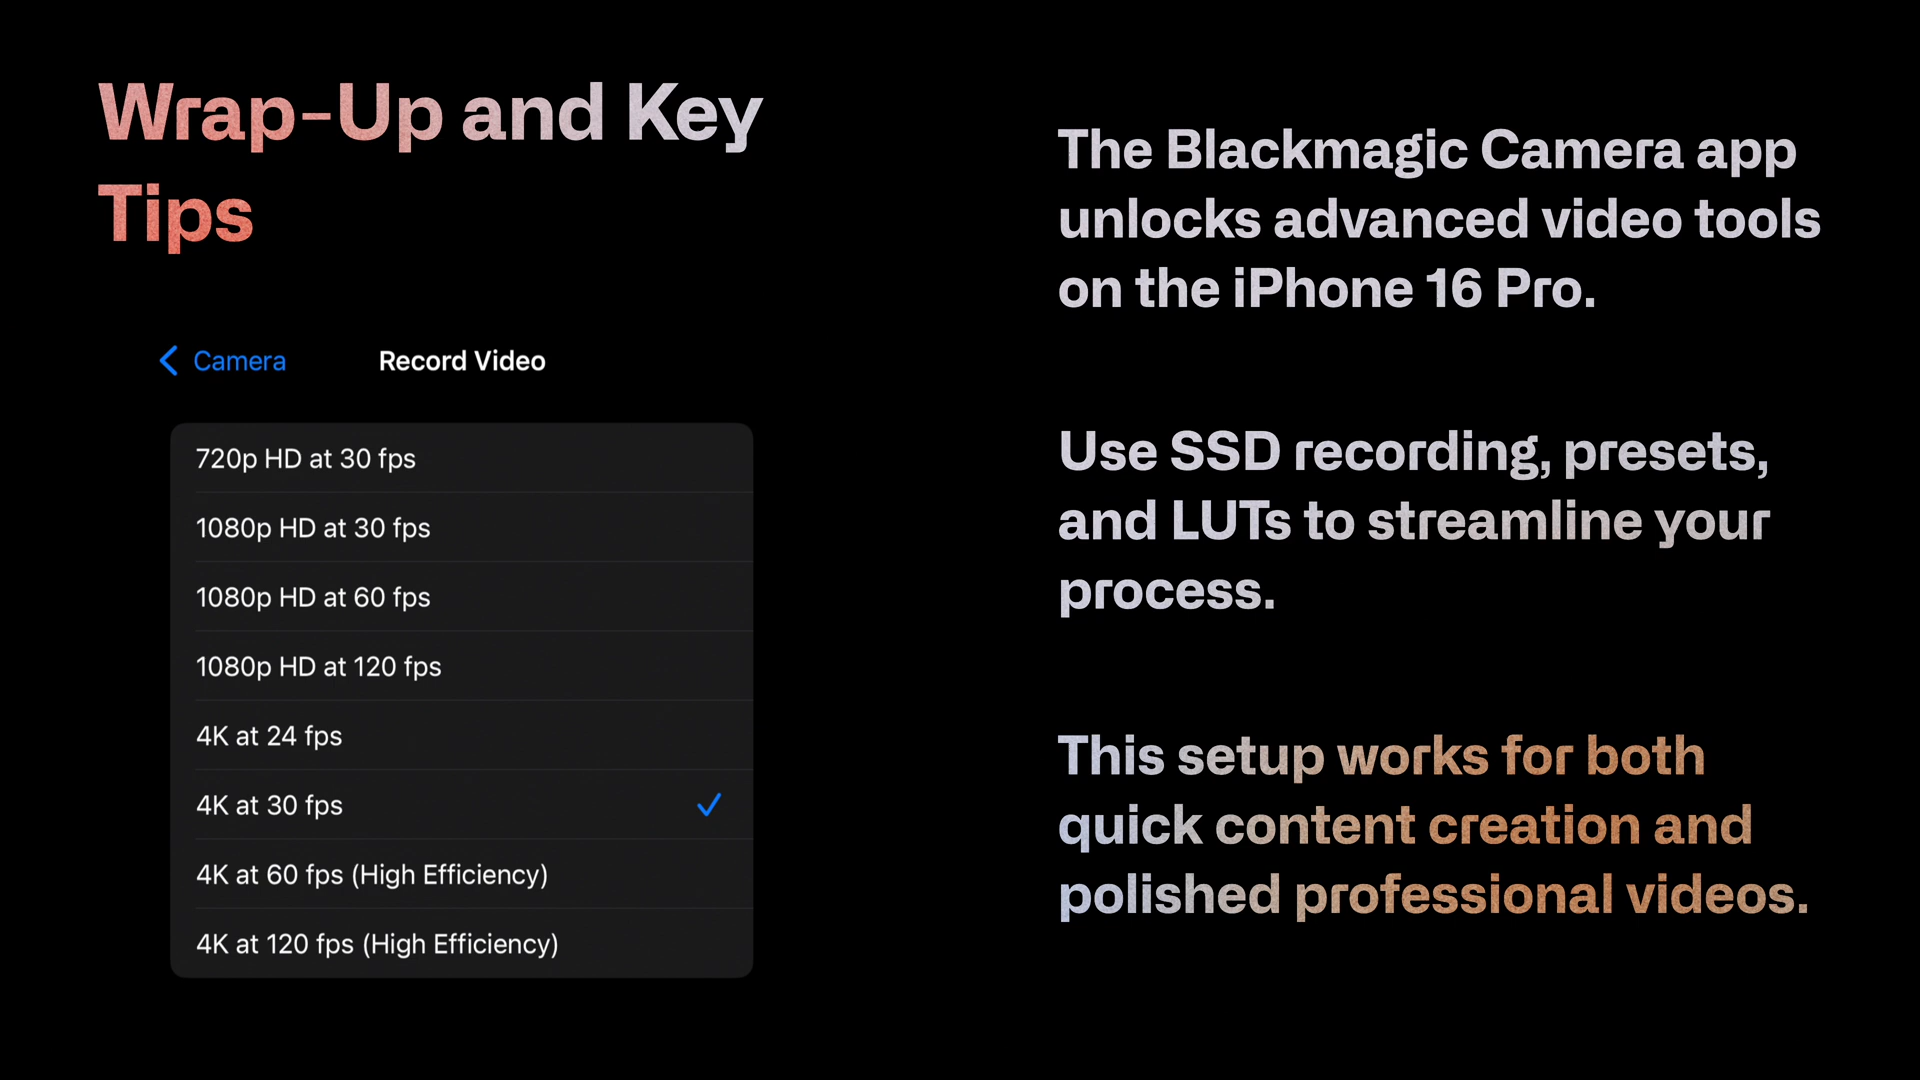 Wrap-Up and Key
Tips
Camera
Record Video
720p HD at 30 fps
1080p HD at 30 fps
1080p HD at 60 fps
1080p HD at 120 fps
4K at 24 fps
4K at 30 fps
4K at 60 fps (High Efficiency)
4K at 120 fps (High Efficiency)
The Blackmagic Camera app
unlocks advanced video tools
on the iPhone 16 Pro.
Use SSD recording, presets,
and LUTs to streamline your
process.
This setup works for both
quick content creation and
polished professional videos.